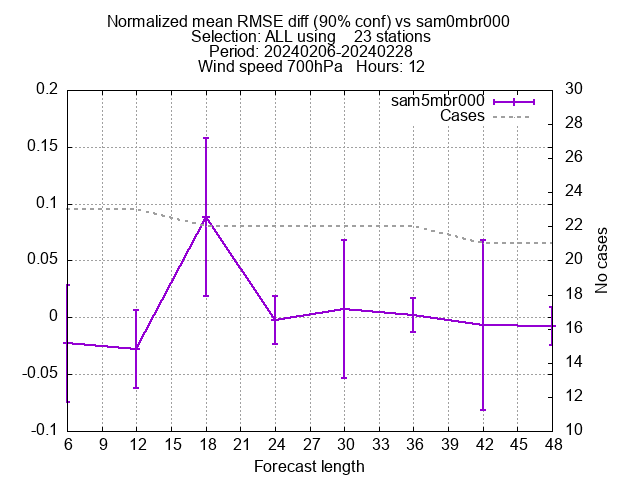 Normalized mean RMSE diff (90% conf) vs sam0mbr000
Selection: ALL using    23 stations
Period: 20240206-20240228
Wind speed 700hPa   Hours: 12
sam5mbr000
Cases
0.2
0.15
0.1
0.05
0
-0.05
-0.1
30
28
26
24
22
20
18
16
14
12
10
No cases
6 9 12 15 18 21 24 27 30 33 36 39 42 45 48
Forecast length